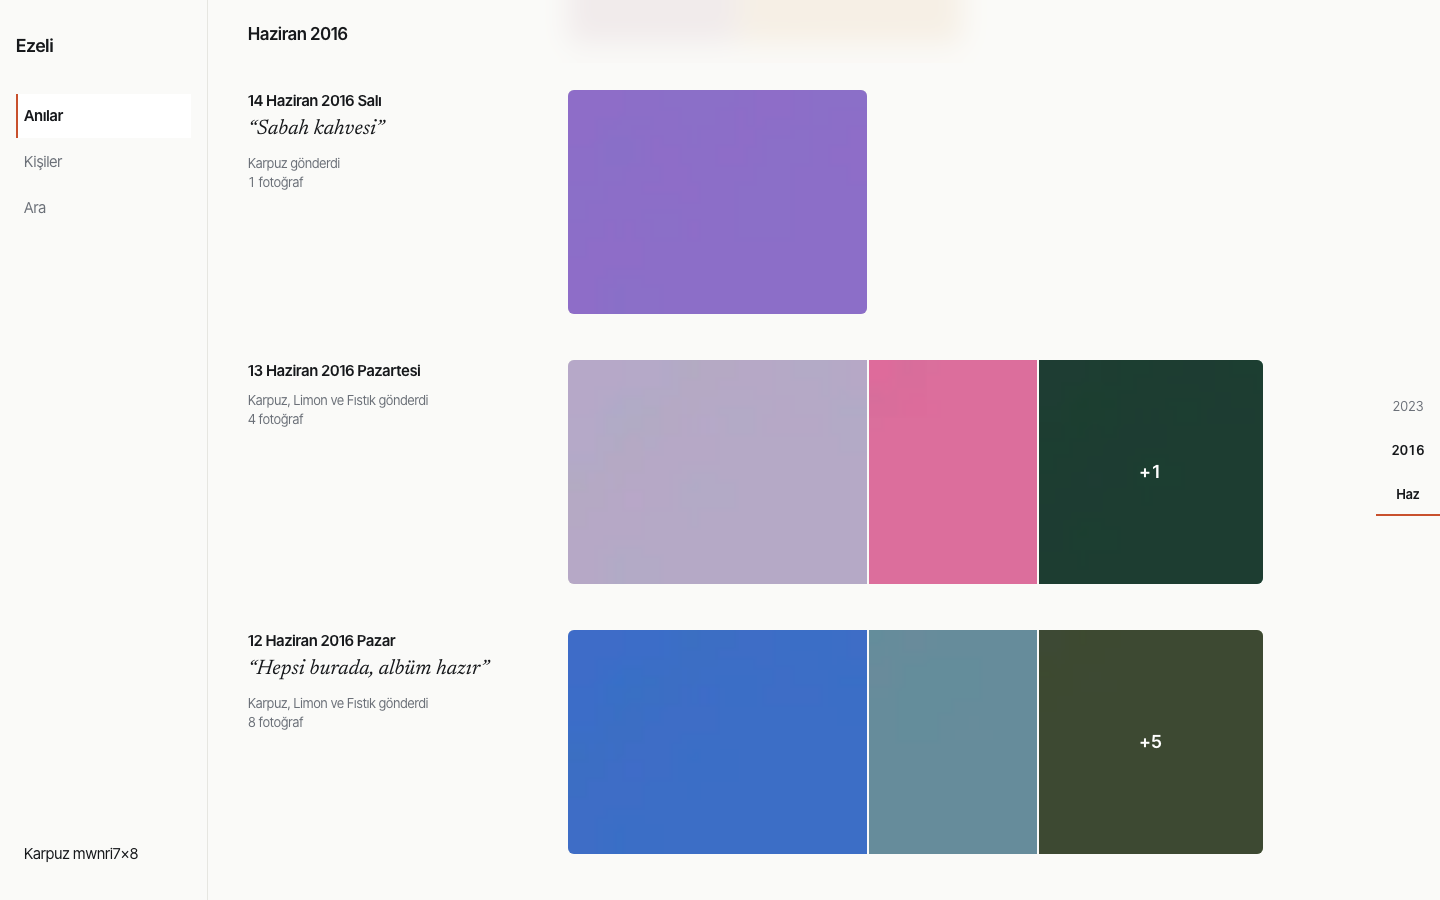 Ezeli
Anılar
Kişiler
Ara
Karpuz mwnri7x8
Haziran 2016
14 Haziran 2016 Salı
“Sabah kahvesi”
Karpuz gönderdi
1 fotoğraf
13 Haziran 2016 Pazartesi
Karpuz, Limon ve Fıstık gönderdi
4 fotoğraf
+1
12 Haziran 2016 Pazar
“Hepsi burada, albüm hazır”
Karpuz, Limon ve Fıstık gönderdi
8 fotoğraf
+5
2023
2016
Haz